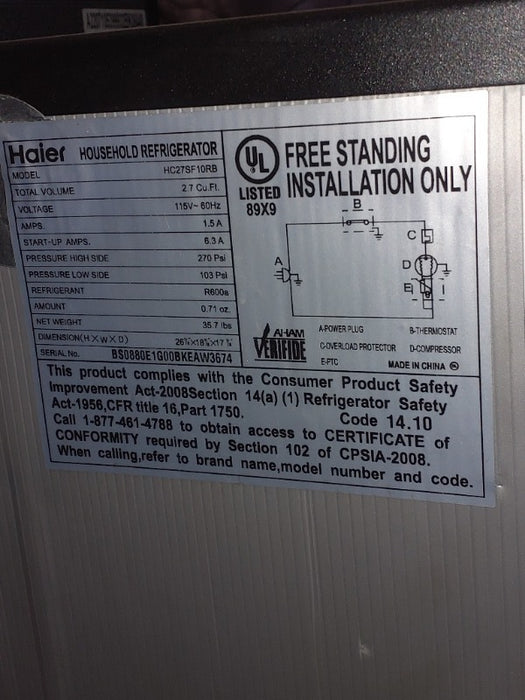 Haier HOUSEHOLD REFRIGERATOR
MODEL HC27SF10RB
TOTAL VOLUME 2.7 Cu.Ft.
VOLTAGE 115V~ 60Hz
AMPS. 1.5 A
START-UP AMPS. 6.3 A
PRESSURE HIGH SIDE 270 Psi
PRESSURE LOW SIDE 103 Psi
REFRIGERANT R600a
AMOUNT 0.71 oz.
NET WEIGHT 35.7 lbs
DIMENSION(H X W X D)
SERIAL No. BS0880E1G00BKEAW3674
UL
LISTED
89X9
FREE STANDING
INSTALLATION ONLY
B
C
A
D
E
AHAM
VERIFIDE
A-POWER PLUG B-THERMOSTAT
C-OVERLOAD PROTECTOR D-COMPRESSOR
E-PTC MADE IN CHINA
This product complies with the Consumer Product Safety
Improvement Act-2008Section 14(a) (1) Refrigerator Safety
Act-1956,CFR title 16,Part 1750. Code 14.10
Call 1-877-461-4788 to obtain access to CERTIFICATE of
CONFORMITY required by Section 102 of CPSIA-2008.
When calling,refer to brand name,model number and code.